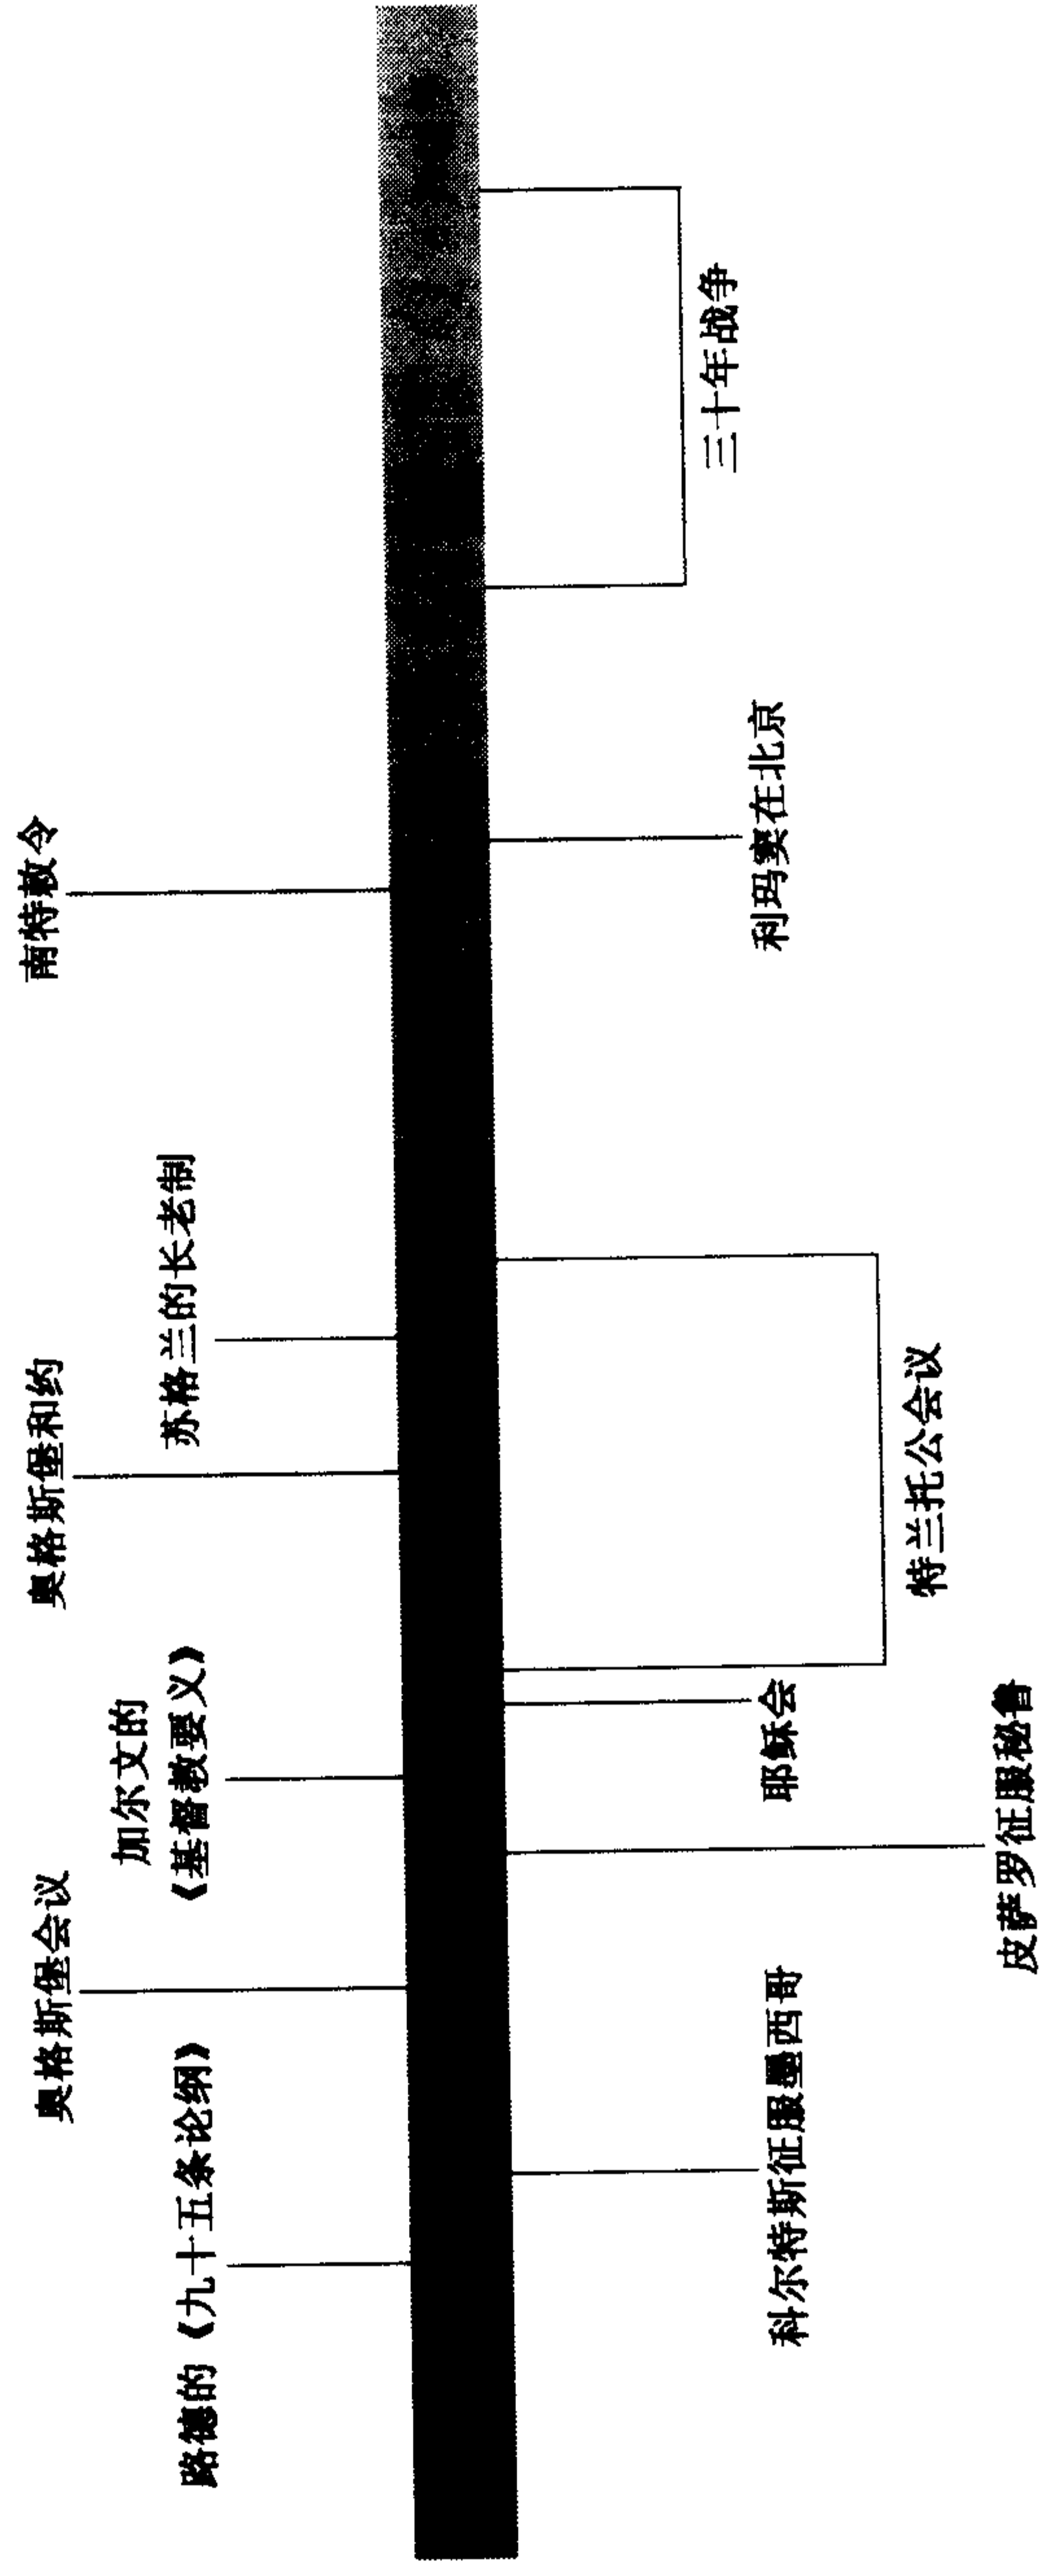 路德的《九十五条论纲》
奥格斯堡会议
加尔文的
《基督教要义》
奥格斯堡和约
苏格兰的长老制
南特敕令
科尔特斯征服墨西哥
皮萨罗征服秘鲁
耶稣会
特兰托公会议
利玛窦在北京
三十年战争